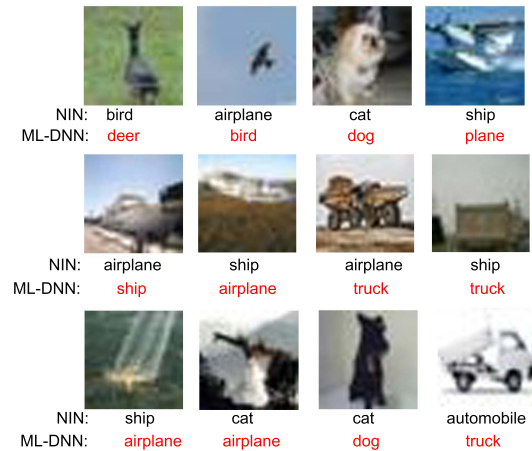 NIN: bird airplane cat ship
ML-DNN: deer bird dog plane
NIN: airplane ship airplane ship
ML-DNN: ship airplane truck truck
NIN: ship cat cat automobile
ML-DNN: airplane airplane dog truck